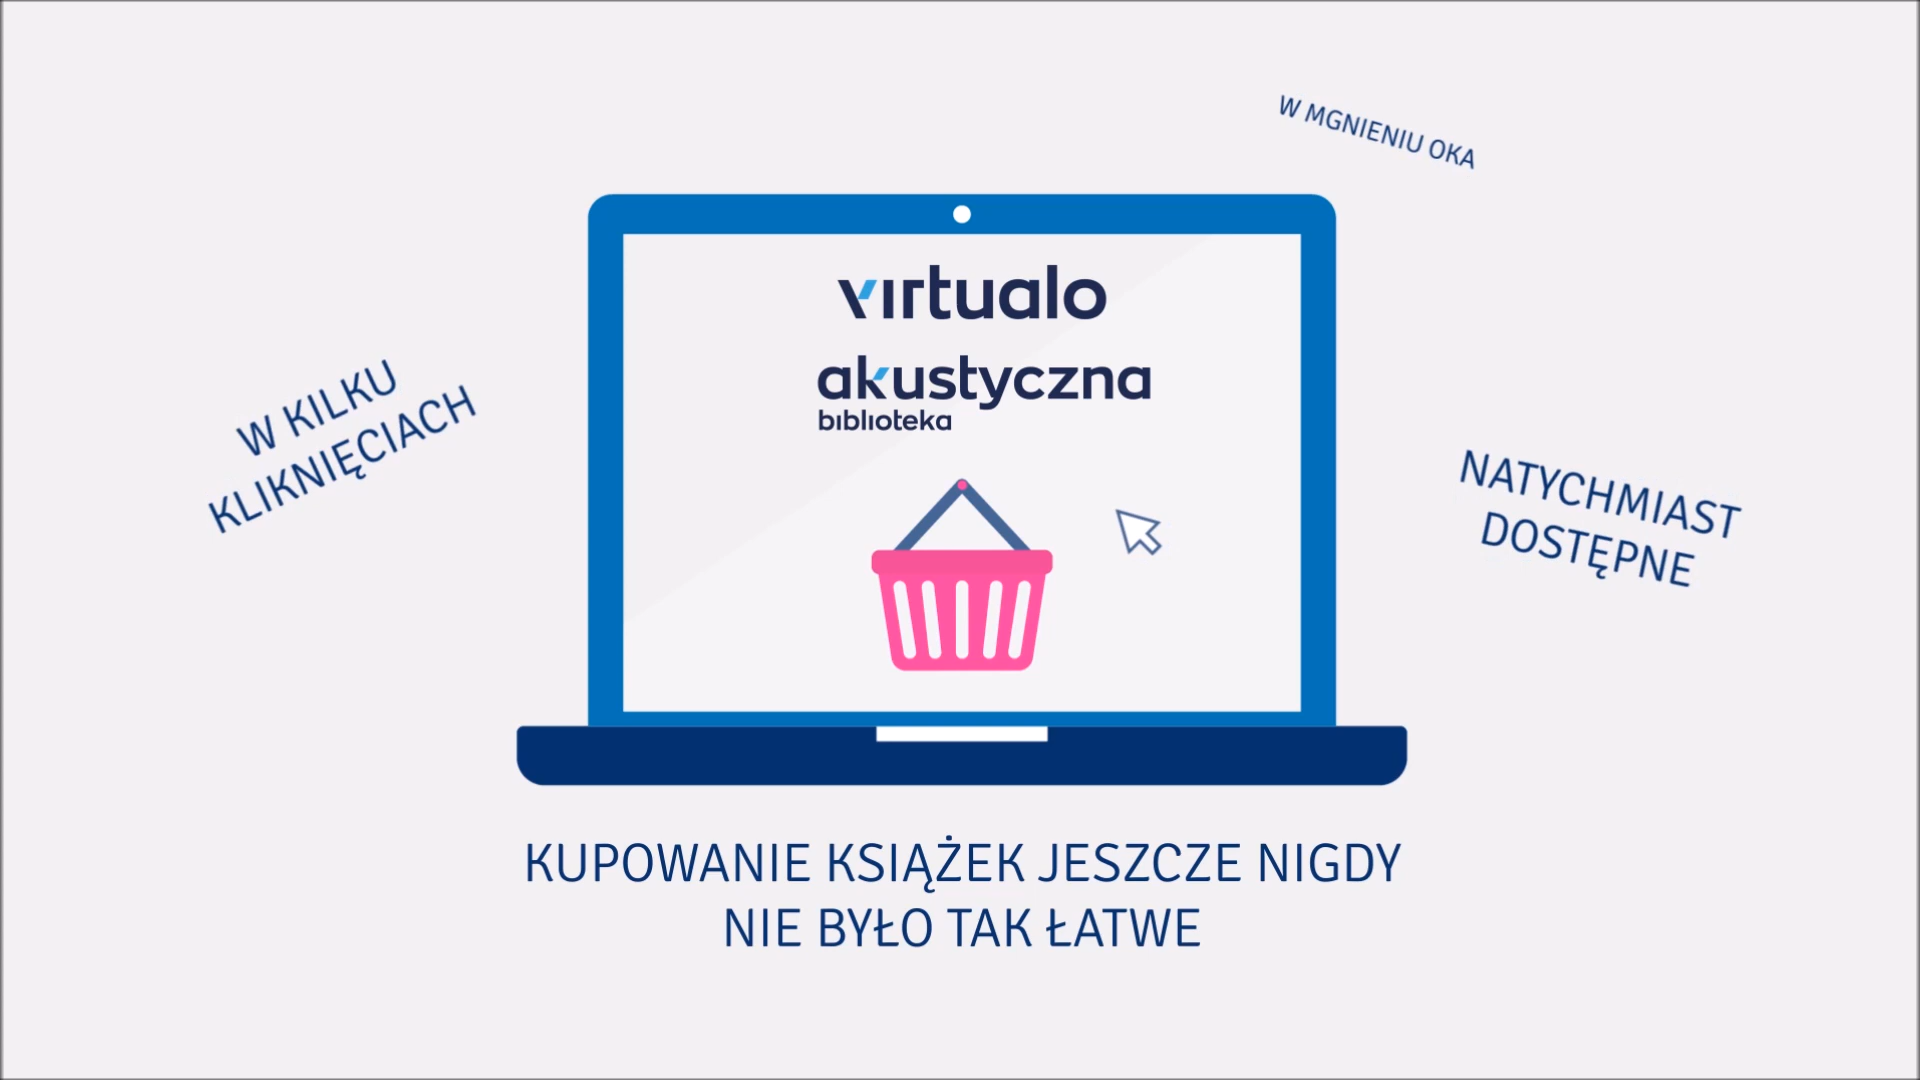 W MGNIENIU OKA
virtualo
akustyczna
biblioteka
W KILKU
KLIKNIĘCIACH
NATYCHMIAST
DOSTĘPNE
KUPOWANIE KSIĄŻEK JESZCZE NIGDY
NIE BYŁO TAK ŁATWE